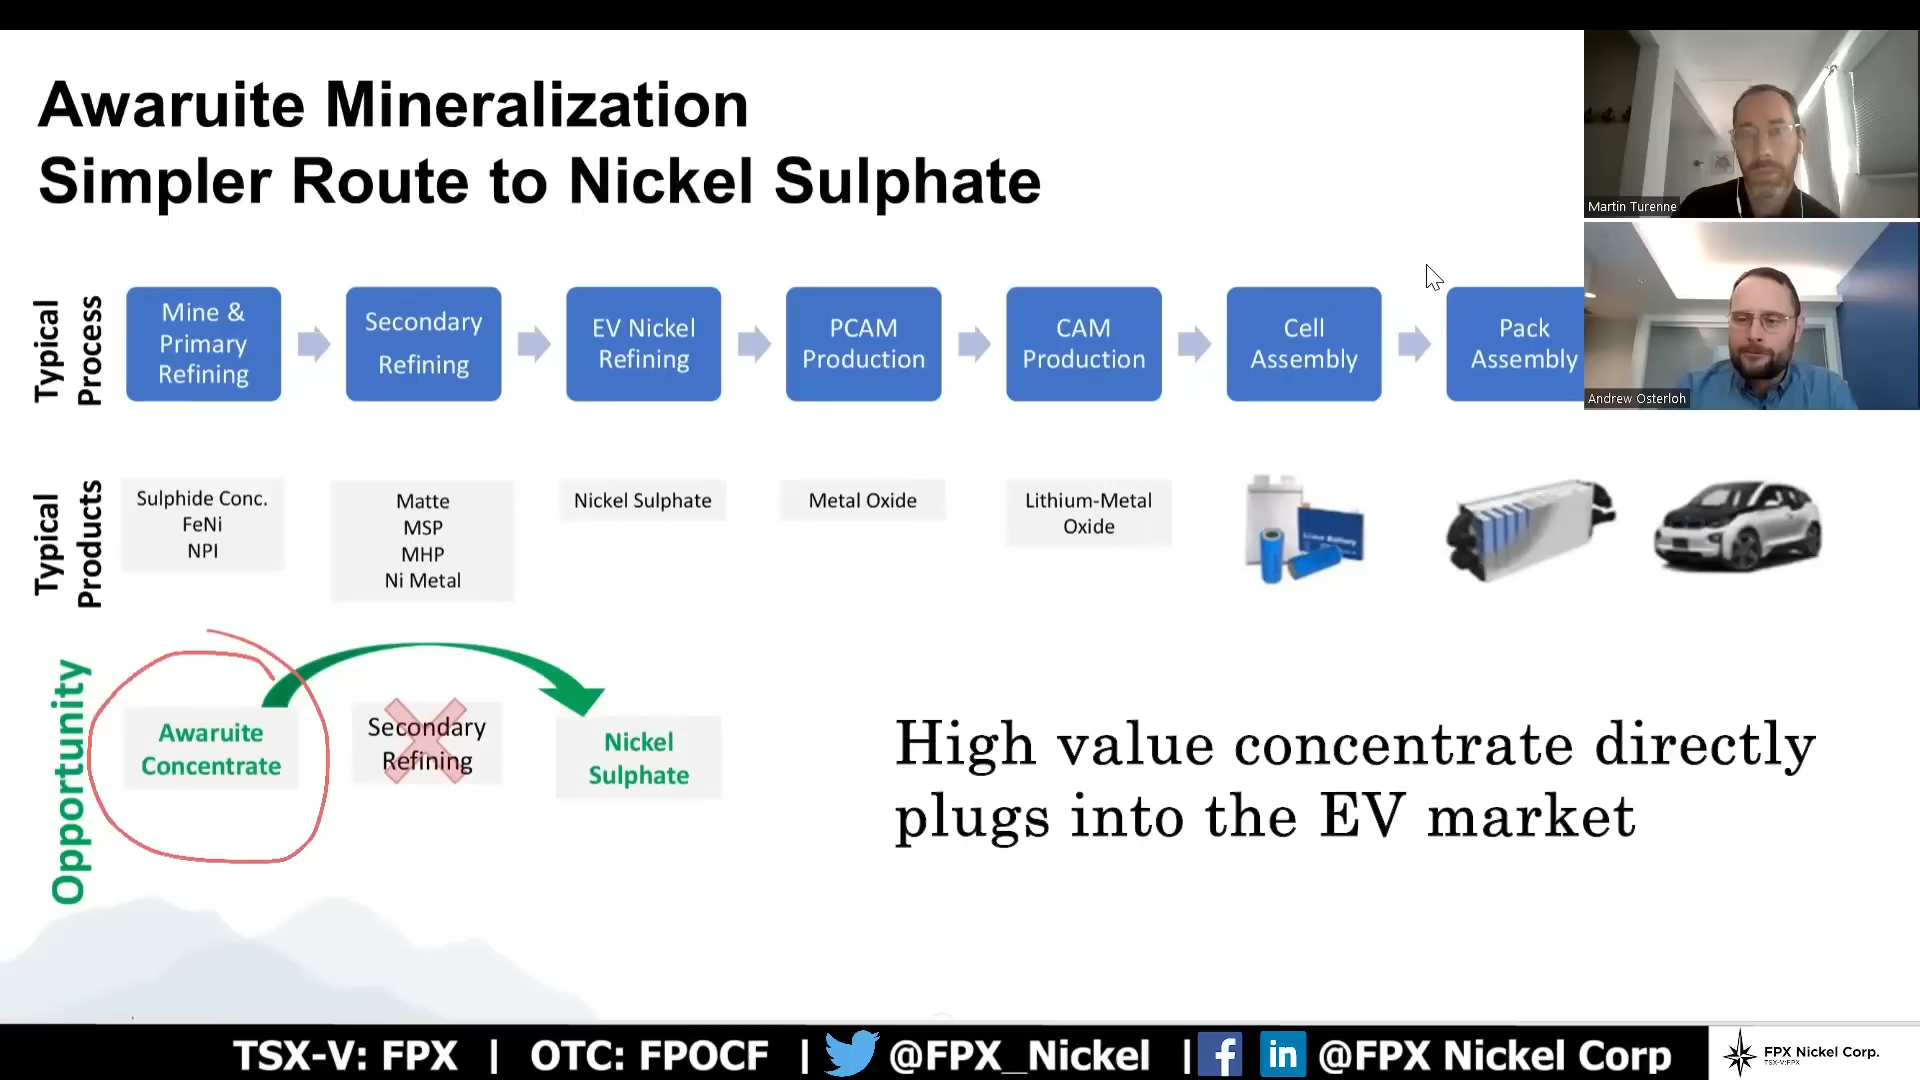 Awaruite Mineralization
Simpler Route to Nickel Sulphate
Martin Turenne
Andrew Osterloh
Typical
Process
Mine &
Primary
Refining
Secondary
Refining
EV Nickel
Refining
PCAM
Production
CAM
Production
Cell
Assembly
Pack
Assembly
Typical
Products
Sulphide Conc.
FeNi
NPI
Matte
MSP
MHP
Ni Metal
Nickel Sulphate
Metal Oxide
Lithium-Metal
Oxide
Opportunity
Awaruite
Concentrate
Secondary
Refining
Nickel
Sulphate
High value concentrate directly
plugs into the EV market
TSX-V: FPX | OTC: FPOCF | @FPX_Nickel | f in @FPX Nickel Corp
FPX Nickel Corp.
TSX-V:FPX